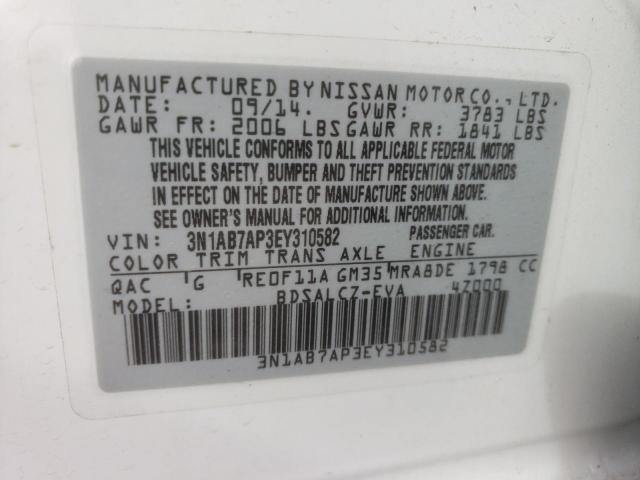 MANUFACTURED BY NISSAN MOTOR CO., LTD.
DATE: 09/14. GVWR: 3783 LBS
GAWR FR: 2006 LBS GAWR RR: 1841 LBS
THIS VEHICLE CONFORMS TO ALL APPLICABLE FEDERAL MOTOR
VEHICLE SAFETY, BUMPER AND THEFT PREVENTION STANDARDS
IN EFFECT ON THE DATE OF MANUFACTURE SHOWN ABOVE.
SEE OWNER'S MANUAL FOR ADDITIONAL INFORMATION.
VIN: 3N1AB7AP3EY310582 PASSENGER CAR.
COLOR TRIM TRANS AXLE ENGINE
QAC G RE0F11A GM35 MRA8DE 1798 CC
MODEL: BDSALCZ-EVA 4Z000
3N1AB7AP3EY310582